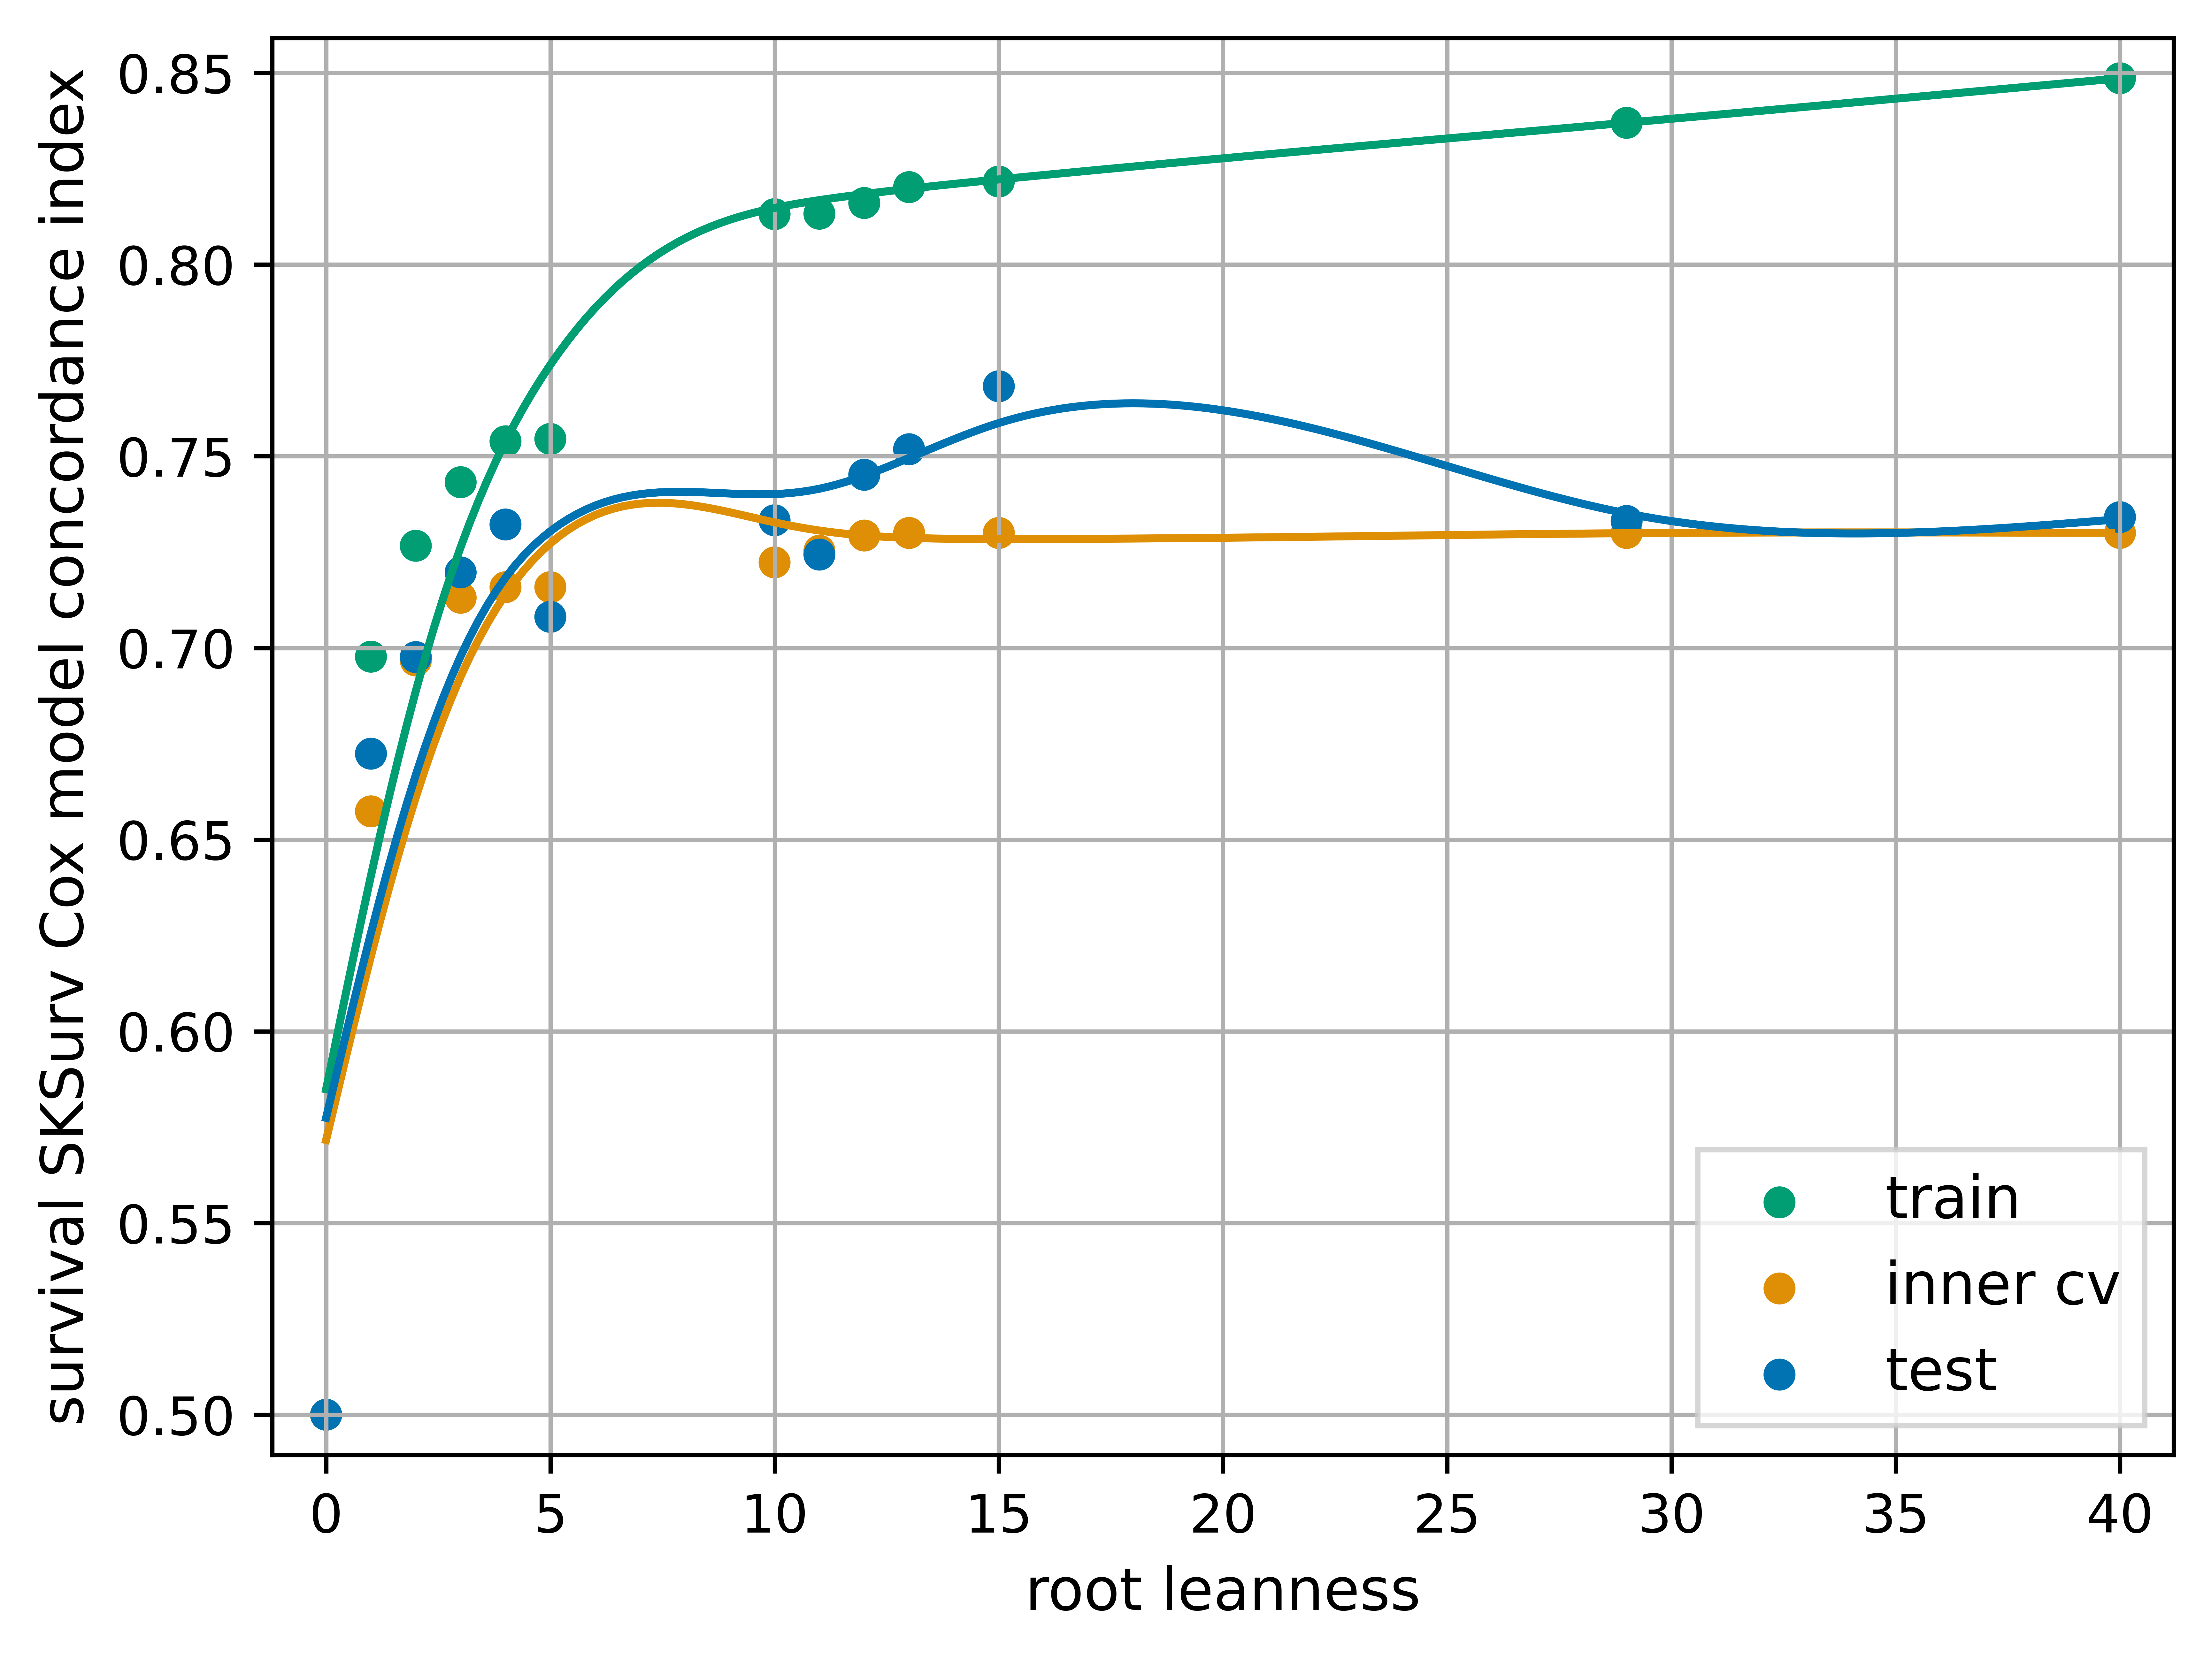 survival SKSurv Cox model concordance index
0.85
0.80
0.75
0.70
0.65
0.60
0.55
0.50
train
inner cv
test
0 5 10 15 20 25 30 35 40
root leanness